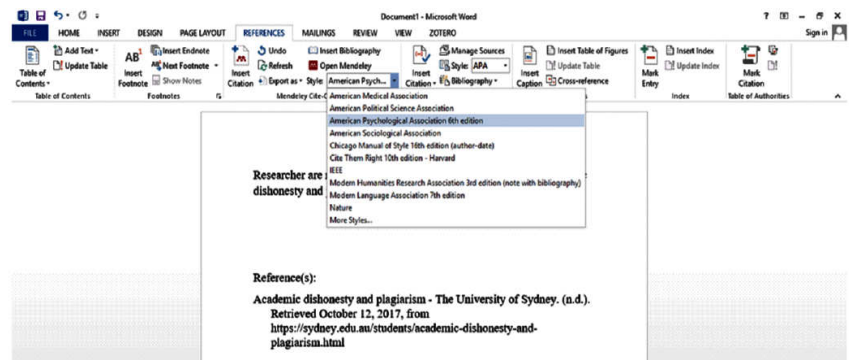 Document1 - Microsoft Word
FILE HOME INSERT DESIGN PAGE LAYOUT REFERENCES MAILINGS REVIEW VIEW ZOTERO Sign in
Table of Contents
Add Text
Update Table
Table of Contents
AB1 Insert Footnote
Insert Endnote
Next Footnote
Show Notes
Footnotes
Insert Citation
Undo
Refresh
Export as
Insert Bibliography
Open Mendeley
Style: American Psych...
Mendeley Cite-O
Insert Citation
Manage Sources
Style: APA
Bibliography
Insert Caption
Insert Table of Figures
Update Table
Cross-reference
Mark Entry
Insert Index
Update Index
Index
Mark Citation
Table of Authorities
American Medical Association
American Political Science Association
American Psychological Association 6th edition
American Sociological Association
Chicago Manual of Style 16th edition (author-date)
Cite Them Right 10th edition - Harvard
IEEE
Modern Humanities Research Association 3rd edition (note with bibliography)
Modern Language Association 7th edition
Nature
More Styles...
Researcher are
dishonesty and
Reference(s):
Academic dishonesty and plagiarism - The University of Sydney. (n.d.).
Retrieved October 12, 2017, from
https://sydney.edu.au/students/academic-dishonesty-and-
plagiarism.html